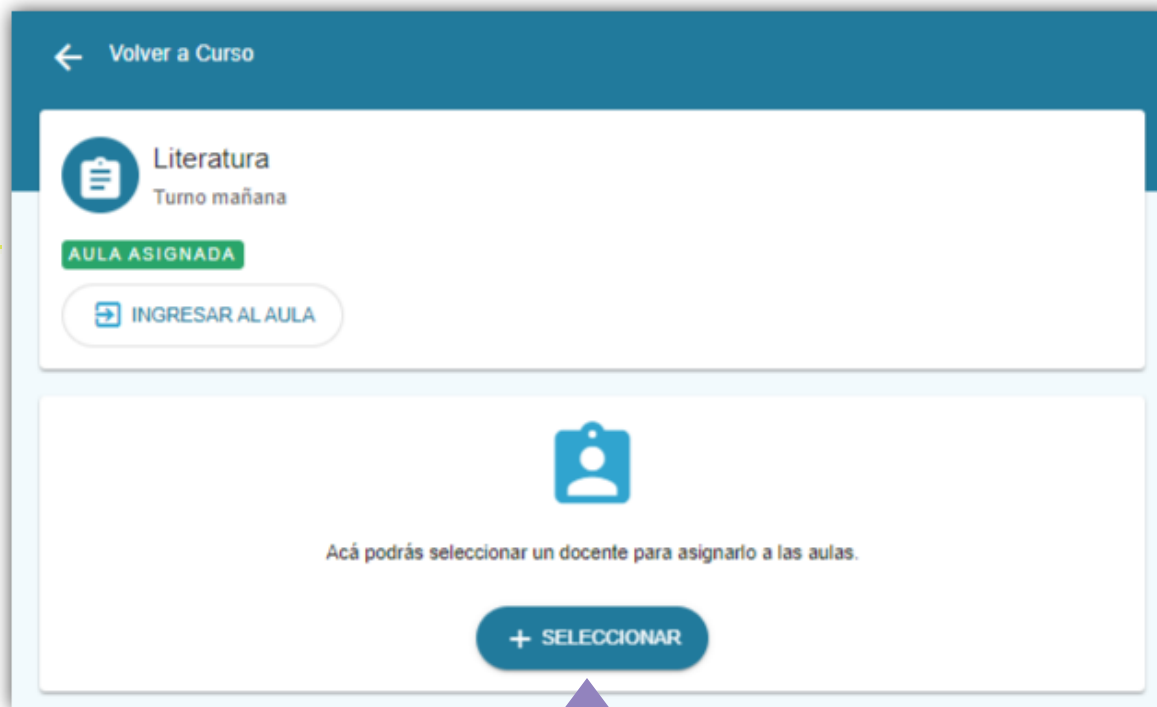 Volver a Curso
Literatura
Turno mañana
AULA ASIGNADA
INGRESAR AL AULA
Acá podrás seleccionar un docente para asignarlo a las aulas.
+ SELECCIONAR